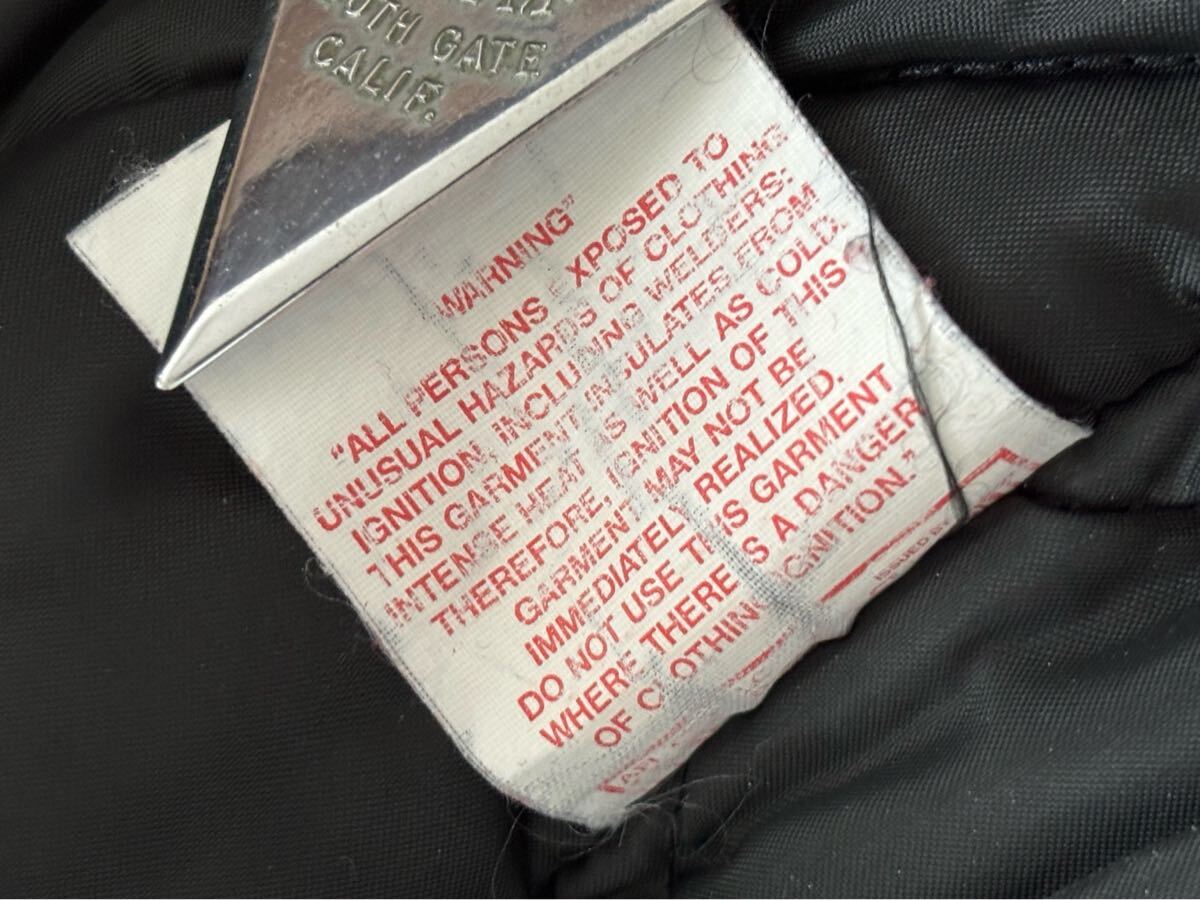 SOUTH GATE
CALIF.
WARNING"
"ALL PERSONS EXPOSED TO
UNUSUAL HAZARDS OF CLOTHING
IGNITION, INCLUDING WELDERS:
THIS GARMENT INSULATES FROM
INTENSE HEAT AS WELL AS COLD.
THEREFORE, IGNITION OF THIS
GARMENT MAY NOT BE
IMMEDIATELY REALIZED.
DO NOT USE THIS GARMENT
WHERE THERE IS A DANGER
OF CLOTHING IGNITION."
ISSUED BY